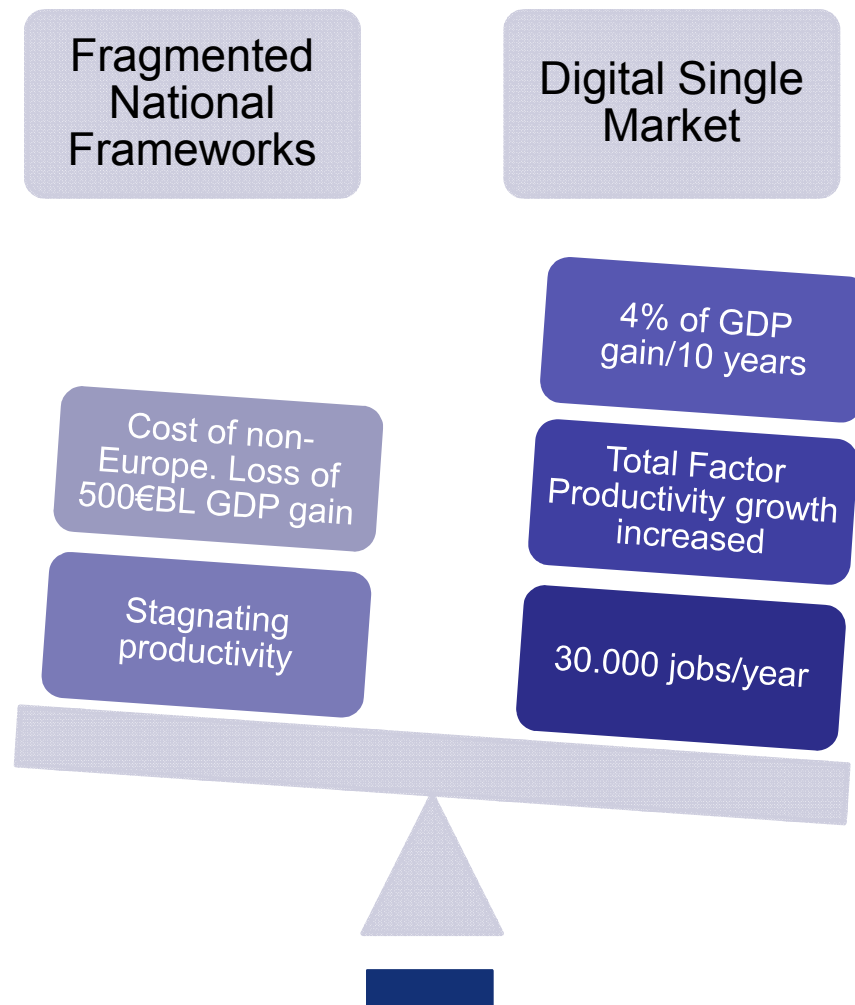 Fragmented
National
Frameworks
Digital Single
Market
Cost of non-
Europe. Loss of
500€BL GDP gain
Stagnating
productivity
4% of GDP
gain/10 years
Total Factor
Productivity growth
increased
30.000 jobs/year